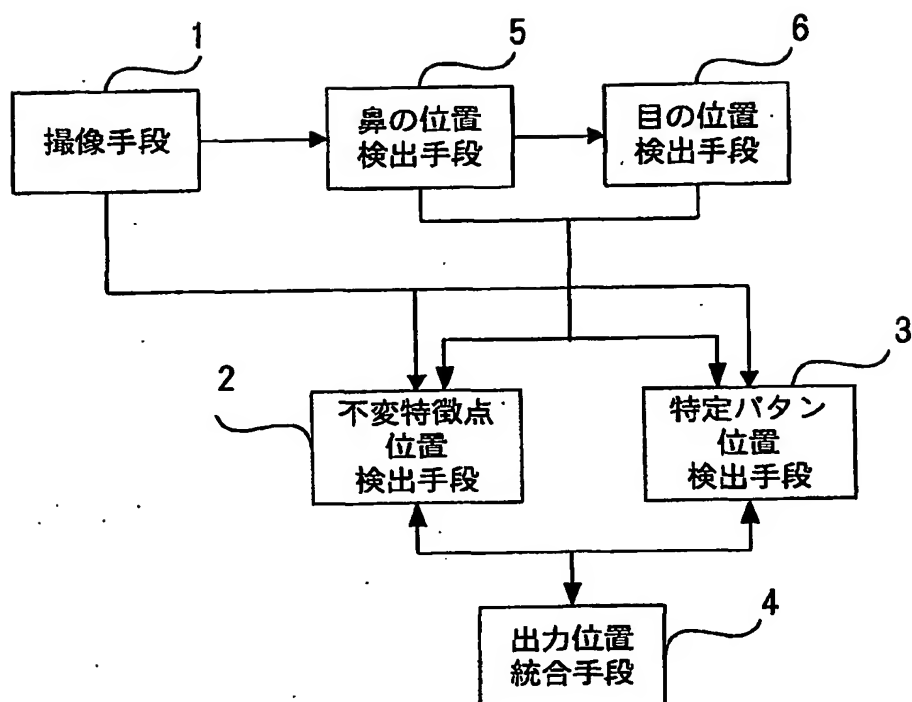 1
撮像手段
5
鼻の位置
検出手段
6
目の位置
検出手段
2
不変特徴点
位置
検出手段
3
特定パタン
位置
検出手段
4
出力位置
統合手段